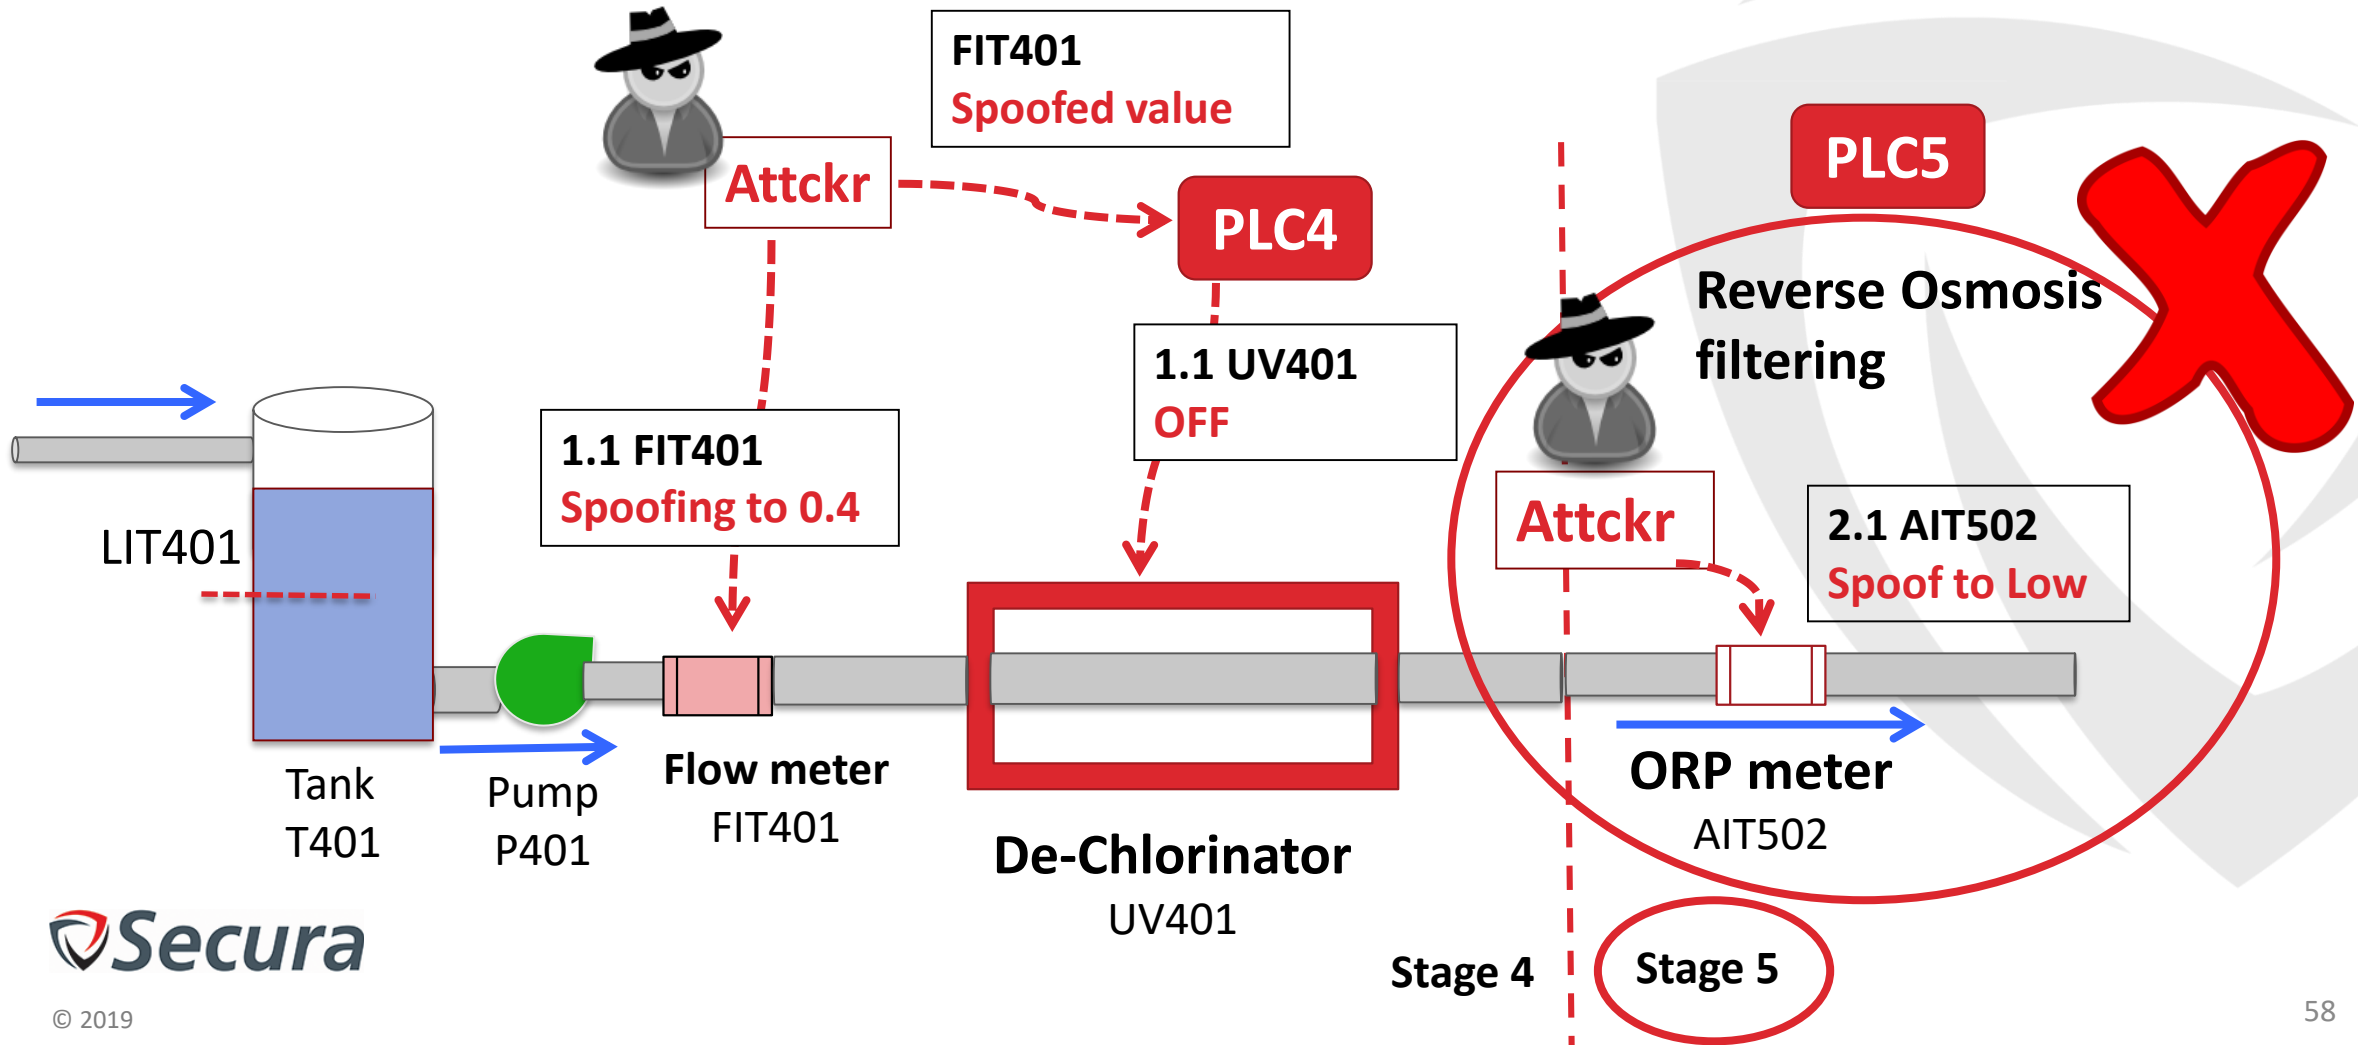 FIT401
Spoofed value
Attckr
PLC4
PLC5
Reverse Osmosis
filtering
1.1 UV401
OFF
1.1 FIT401
Spoofing to 0.4
LIT401
Attckr
2.1 AIT502
Spoof to Low
Tank
T401
Pump
P401
Flow meter
FIT401
De-Chlorinator
UV401
ORP meter
AIT502
Stage 4
Stage 5
Secura
© 2019
58